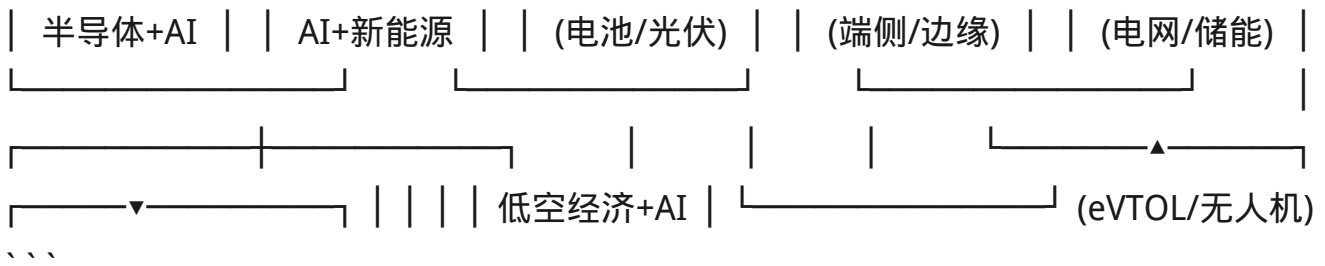 │ 半导体+AI │ │ AI+新能源 │ │ (电池/光伏) │ │ (端侧/边缘) │ │ (电网/储能) │
└──────────────┘ └─────────────┘ └───────────────┘ │
┌───────────┼───────────┐ │ │ │ └───────▲──────┐
┌──────▼─────────┐ │ │ │ │ 低空经济+AI │ └──────────────┘ (eVTOL/无人机)
```